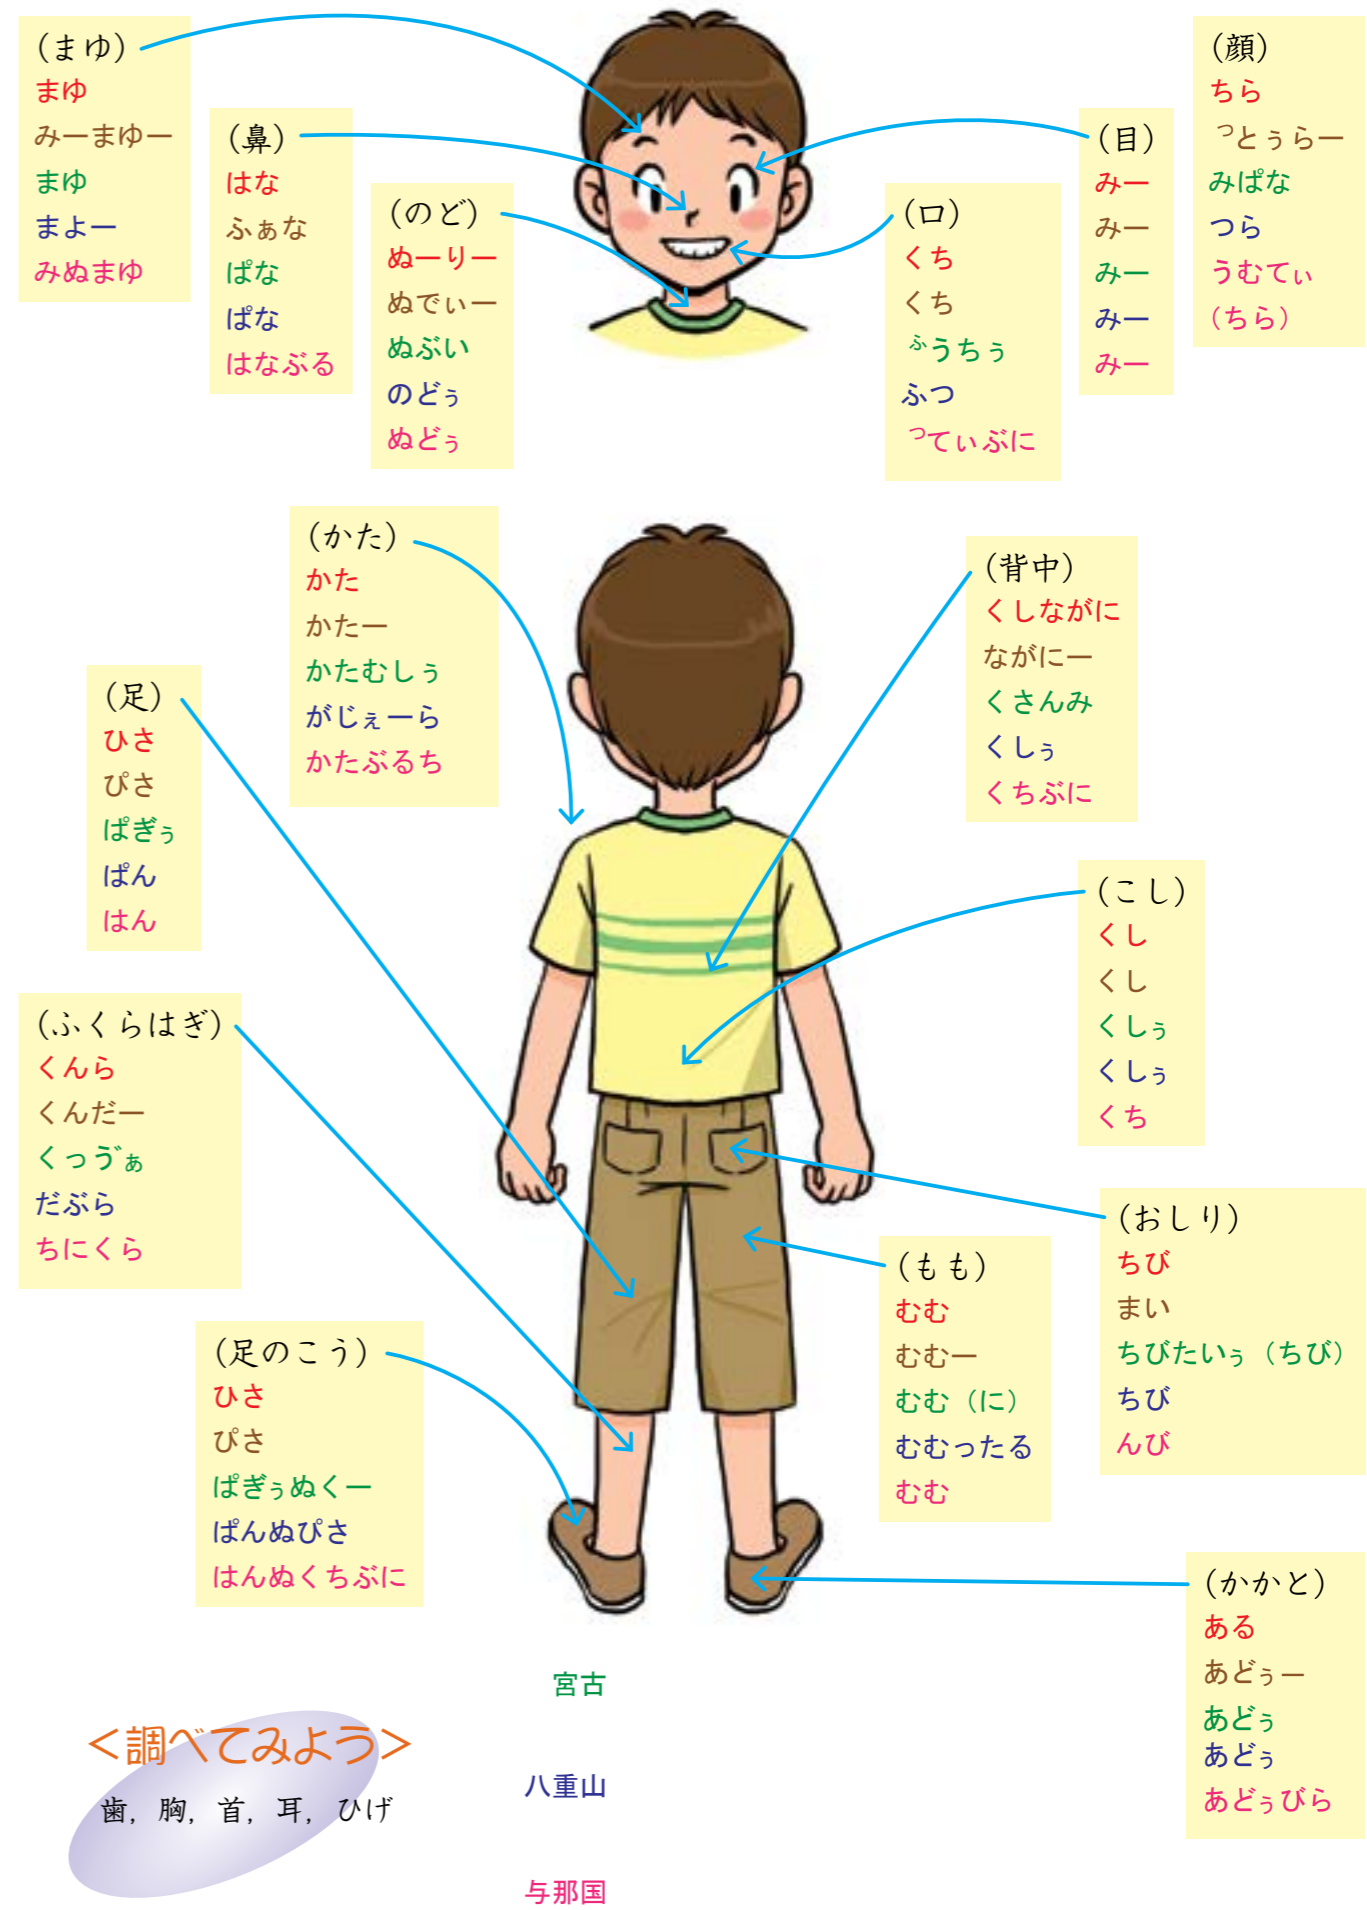 （まゆ）
まゆ
みーまゆー
まゆ
まよー
みぬまゆ
（鼻）
はな
ふぁな
ぱな
ぱな
はなぶる
（のど）
ぬーりー
ぬでぃー
ぬぶい
のどぅ
ぬどぅ
（口）
くち
くち
ふうちぅ
ふつ
ってぃぶに
（目）
みー
みー
みー
みー
みー
（顔）
ちら
っとぅらー
みぱな
つら
うむてぃ
（ちら）
（かた）
かた
かたー
かたむしぅ
がじぇーら
かたぶるち
（背中）
くしながに
ながにー
くさんみ
くしぅ
くちぶに
（足）
ひさ
ぴさ
ぱぎぅ
ぱん
はん
（こし）
くし
くし
くしぅ
くしぅ
くち
（ふくらはぎ）
くんら
くんだー
くっゔぁ
だぶら
ちにくら
（おしり）
ちび
まい
ちびたいぅ（ちび）
ちび
んび
（もも）
むむ
むむー
むむ（に）
むむったる
むむ
（足のこう）
ひさ
ぴさ
ぱぎぅぬくー
ぱんぬぴさ
はんぬくちぶに
（かかと）
ある
あどぅー
あどぅ
あどぅ
あどぅびら
宮古
八重山
与那国
＜調べてみよう＞
歯，胸，首，耳，ひげ